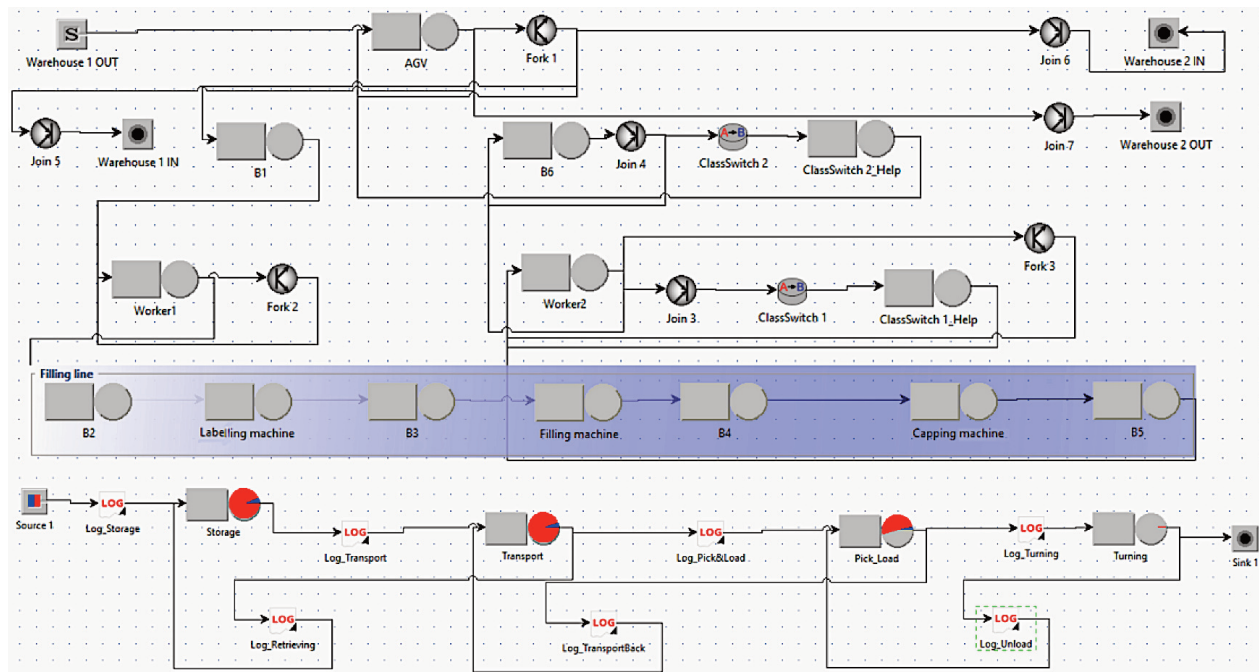 S
Warehouse 1 OUT
AGV
Fork 1
Join 6
Warehouse 2 IN
Join 5
Warehouse 1 IN
B1
B6
Join 4
A→B
ClassSwitch 2
ClassSwitch 2_Help
Join 7
Warehouse 2 OUT
Worker1
Fork 2
Worker2
Join 3
A→B
ClassSwitch 1
ClassSwitch 1_Help
Fork 3
Filling line
B2
Labelling machine
B3
Filling machine
B4
Capping machine
B5
Source 1
LOG
Log_Storage
Storage
LOG
Log_Transport
Transport
LOG
Log_Pick&Load
Pick_Load
LOG
Log_Turning
Turning
Sink 1
LOG
Log_Retrieving
LOG
Log_TransportBack
LOG
Log_Unload